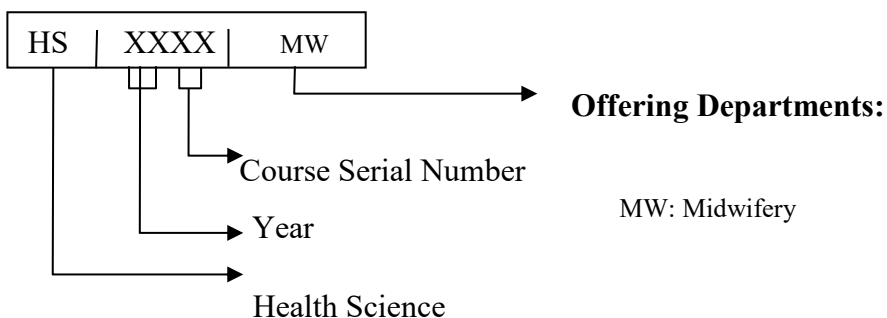 HS XXXX MW
Offering Departments:
Course Serial Number
MW: Midwifery
Year
Health Science